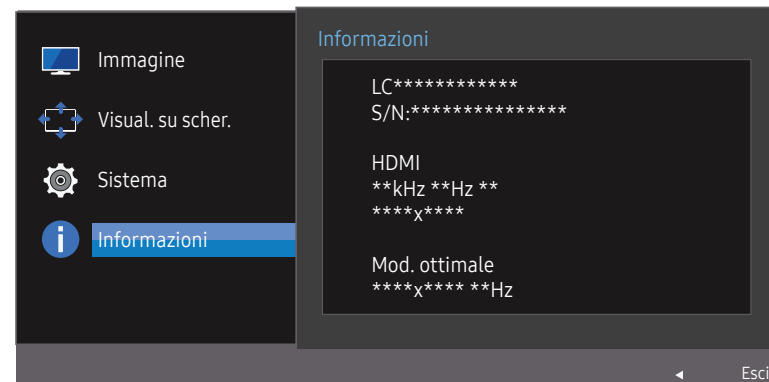 Immagine
Visual. su scher.
Sistema
Informazioni
Informazioni
LC************
S/N:***************
HDMI
**kHz **Hz **
****x****
Mod. ottimale
****x**** **Hz
Esci